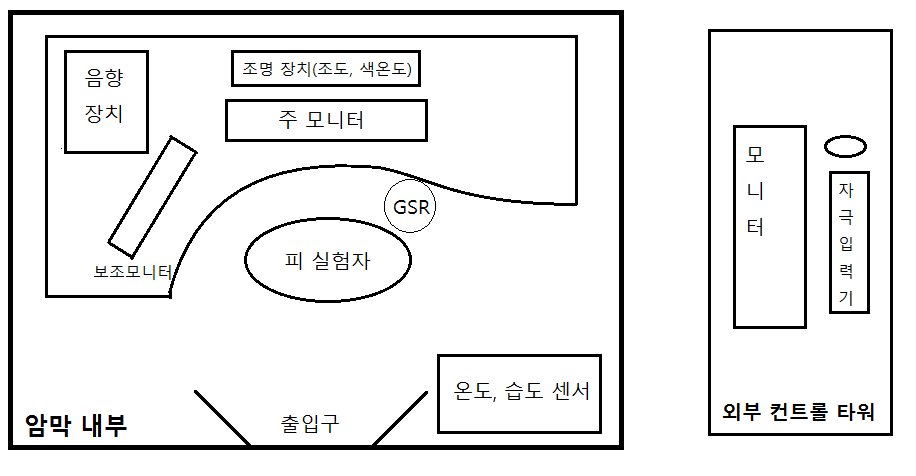 음향
장치
조명 장치(조도, 색온도)
주 모니터
GSR
피 실험자
보조모니터
온도, 습도 센서
출입구
암막 내부
모
니
터
자
극
입
력
기
외부 컨트롤 타워